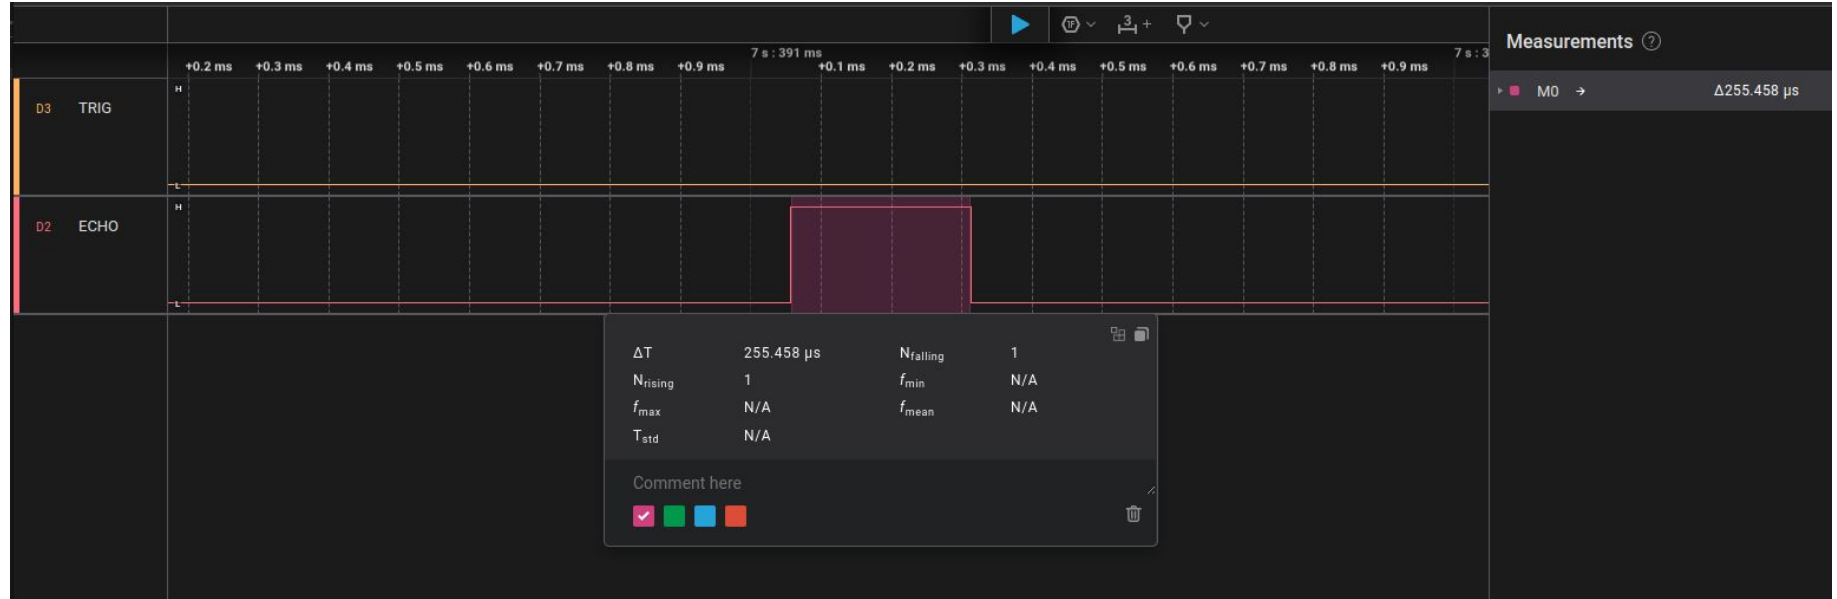 7 s : 391 ms
7 s : 3
+0.2 ms +0.3 ms +0.4 ms +0.5 ms +0.6 ms +0.7 ms +0.8 ms +0.9 ms +0.1 ms +0.2 ms +0.3 ms +0.4 ms +0.5 ms +0.6 ms +0.7 ms +0.8 ms +0.9 ms
D3 TRIG
H
L
D2 ECHO
H
L
ΔT 255.458 μs Nfalling 1
Nrising 1 fmin N/A
fmax N/A fmean N/A
Tstd N/A
Comment here
1F
3 +
Measurements ?
M0 → Δ255.458 μs